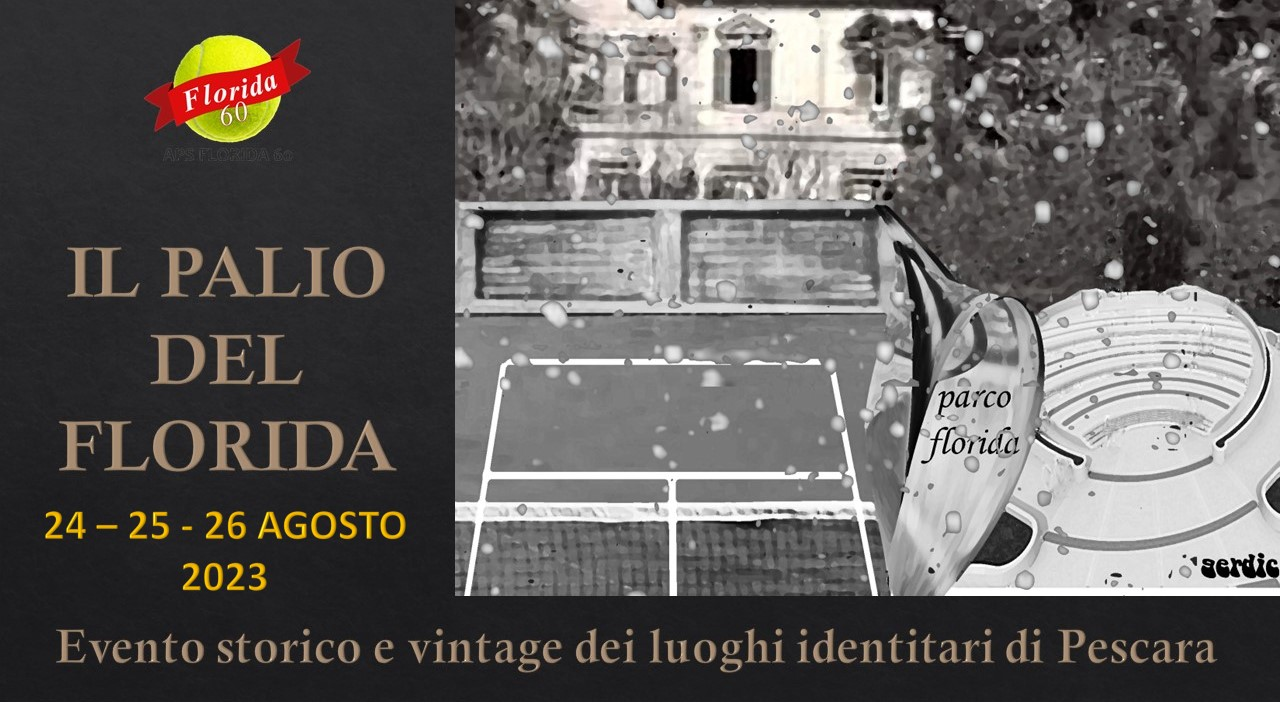 Florida
60
APS FLORIDA 60
IL PALIO
DEL
FLORIDA
24 – 25 - 26 AGOSTO
2023
parco
florida
Evento storico e vintage dei luoghi identitari di Pescara